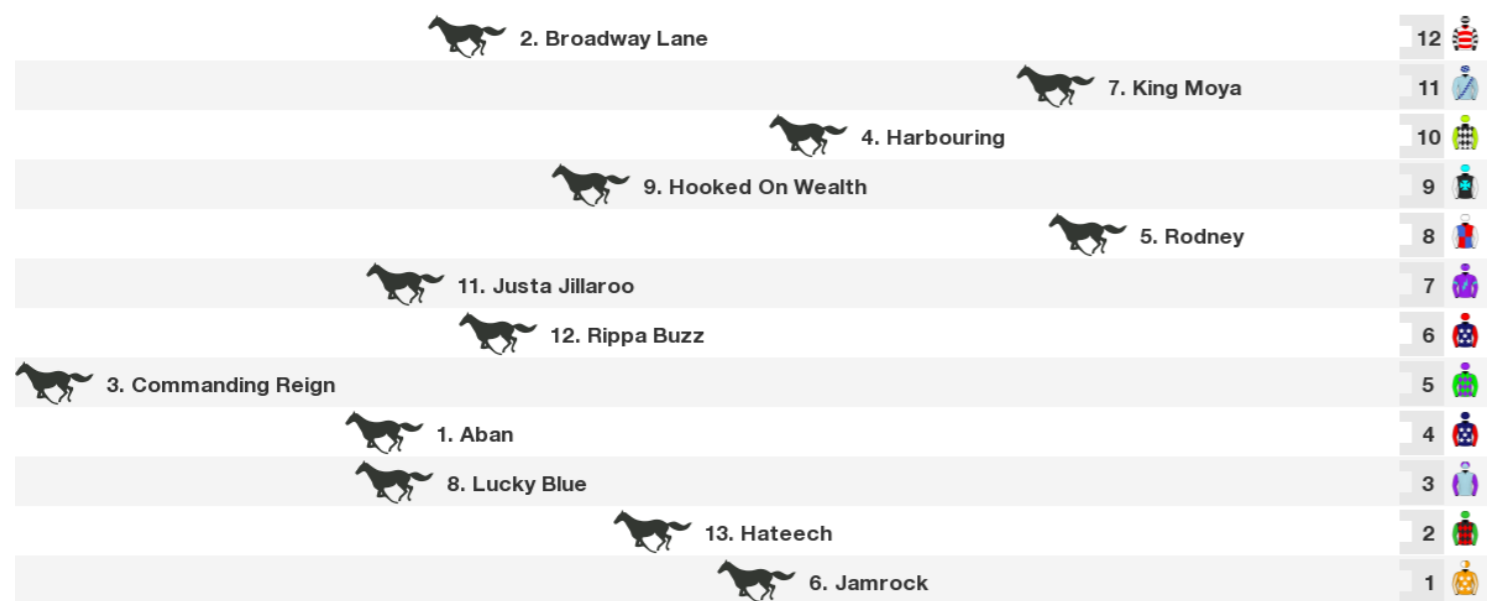 2. Broadway Lane 12
7. King Moya 11
4. Harbouring 10
9. Hooked On Wealth 9
5. Rodney 8
11. Justa Jillaroo 7
12. Rippa Buzz 6
3. Commanding Reign 5
1. Aban 4
8. Lucky Blue 3
13. Hateech 2
6. Jamrock 1